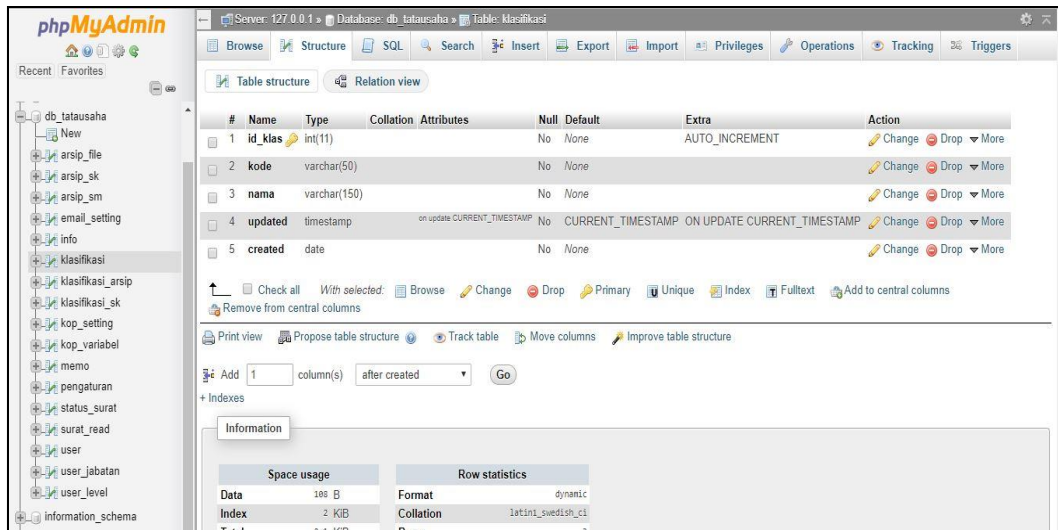 phpMyAdmin
Recent Favorites
db_tatausaha
New
arsip_file
arsip_sk
arsip_sm
email_setting
info
klasifikasi
klasifikasi_arsip
klasifikasi_sk
kop_setting
kop_variabel
memo
pengaturan
status_surat
surat_read
user
user_jabatan
user_level
information_schema
Server: 127.0.0.1 » Database: db_tatausaha » Table: klasifikasi
Browse Structure SQL Search Insert Export Import Privileges Operations Tracking Triggers
Table structure Relation view
# Name Type Collation Attributes Null Default Extra Action
1 id_klas int(11) No None AUTO_INCREMENT Change Drop More
2 kode varchar(50) No None Change Drop More
3 nama varchar(150) No None Change Drop More
4 updated timestamp on update CURRENT_TIMESTAMP No CURRENT_TIMESTAMP ON UPDATE CURRENT_TIMESTAMP Change Drop More
5 created date No None Change Drop More
Check all With selected: Browse Change Drop Primary Unique Index Fulltext Add to central columns
Remove from central columns
Print view Propose table structure Track table Move columns Improve table structure
Add 1 column(s) after created Go
+ Indexes
Information
Space usage
Data 108 B
Index 2 KiB
Row statistics
Format dynamic
Collation latin1_swedish_ci